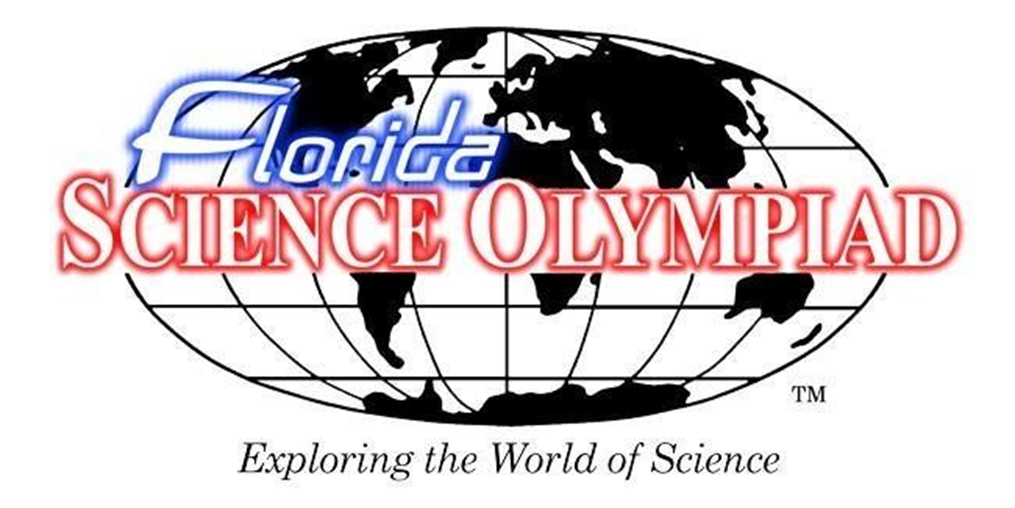 Florida
SCIENCE OLYMPIAD
TM
Exploring the World of Science